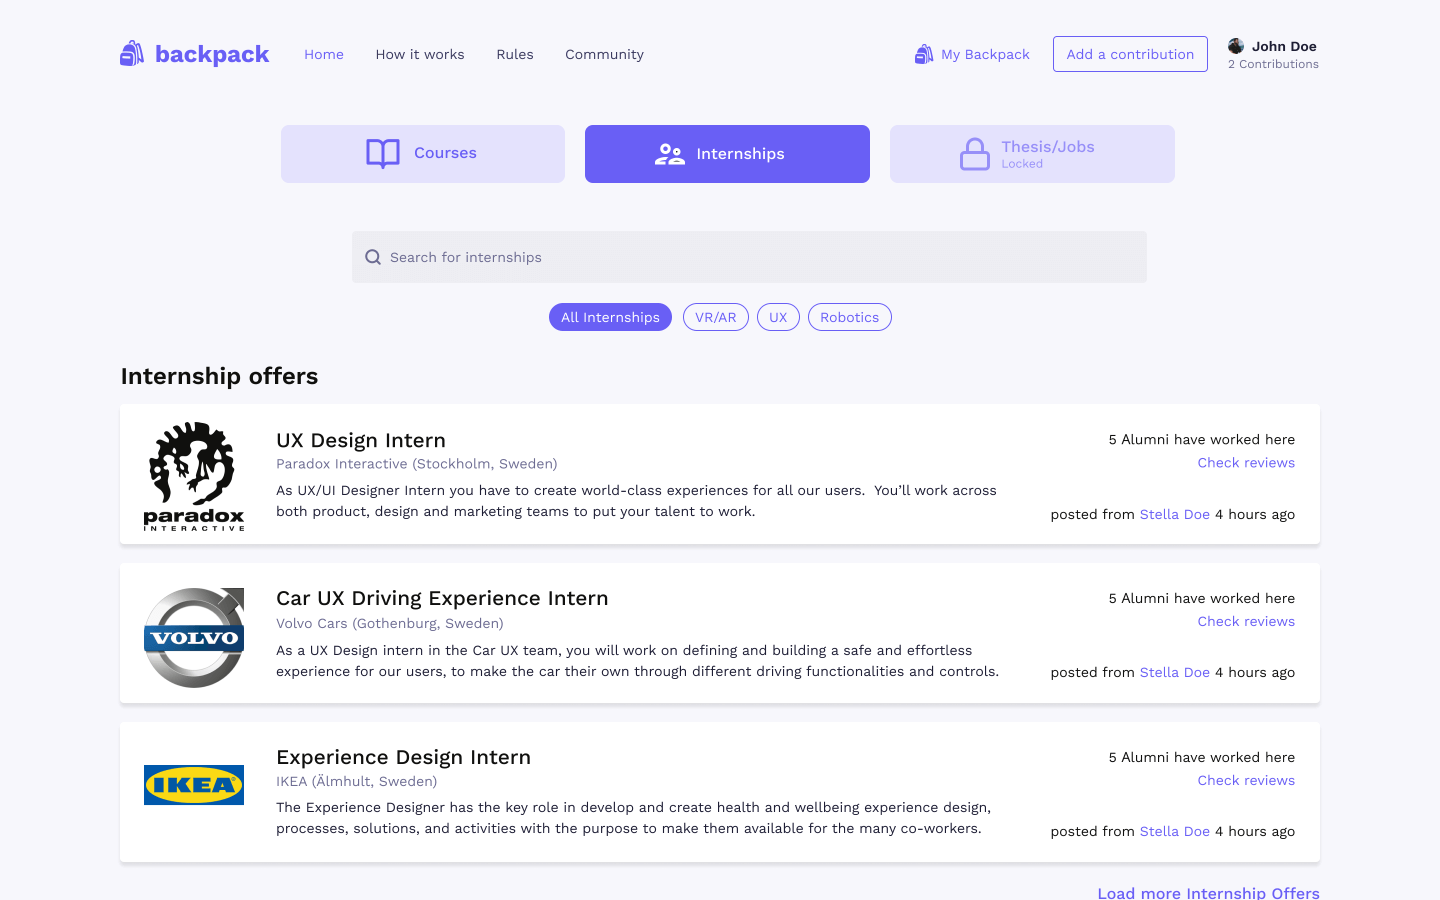 backpack
Home
How it works
Rules
Community
My Backpack
Add a contribution
John Doe
2 Contributions
Courses
Internships
Thesis/Jobs
Locked
Search for internships
All Internships
VR/AR
UX
Robotics
Internship offers
paradox
INTERACTIVE
UX Design Intern
Paradox Interactive (Stockholm, Sweden)
As UX/UI Designer Intern you have to create world-class experiences for all our users.  You’ll work across
both product, design and marketing teams to put your talent to work.
5 Alumni have worked here
Check reviews
posted from Stella Doe 4 hours ago
VOLVO
Car UX Driving Experience Intern
Volvo Cars (Gothenburg, Sweden)
As a UX Design intern in the Car UX team, you will work on defining and building a safe and effortless
experience for our users, to make the car their own through different driving functionalities and controls.
5 Alumni have worked here
Check reviews
posted from Stella Doe 4 hours ago
IKEA®
Experience Design Intern
IKEA (Älmhult, Sweden)
The Experience Designer has the key role in develop and create health and wellbeing experience design,
processes, solutions, and activities with the purpose to make them available for the many co-workers.
5 Alumni have worked here
Check reviews
posted from Stella Doe 4 hours ago
Load more Internship Offers